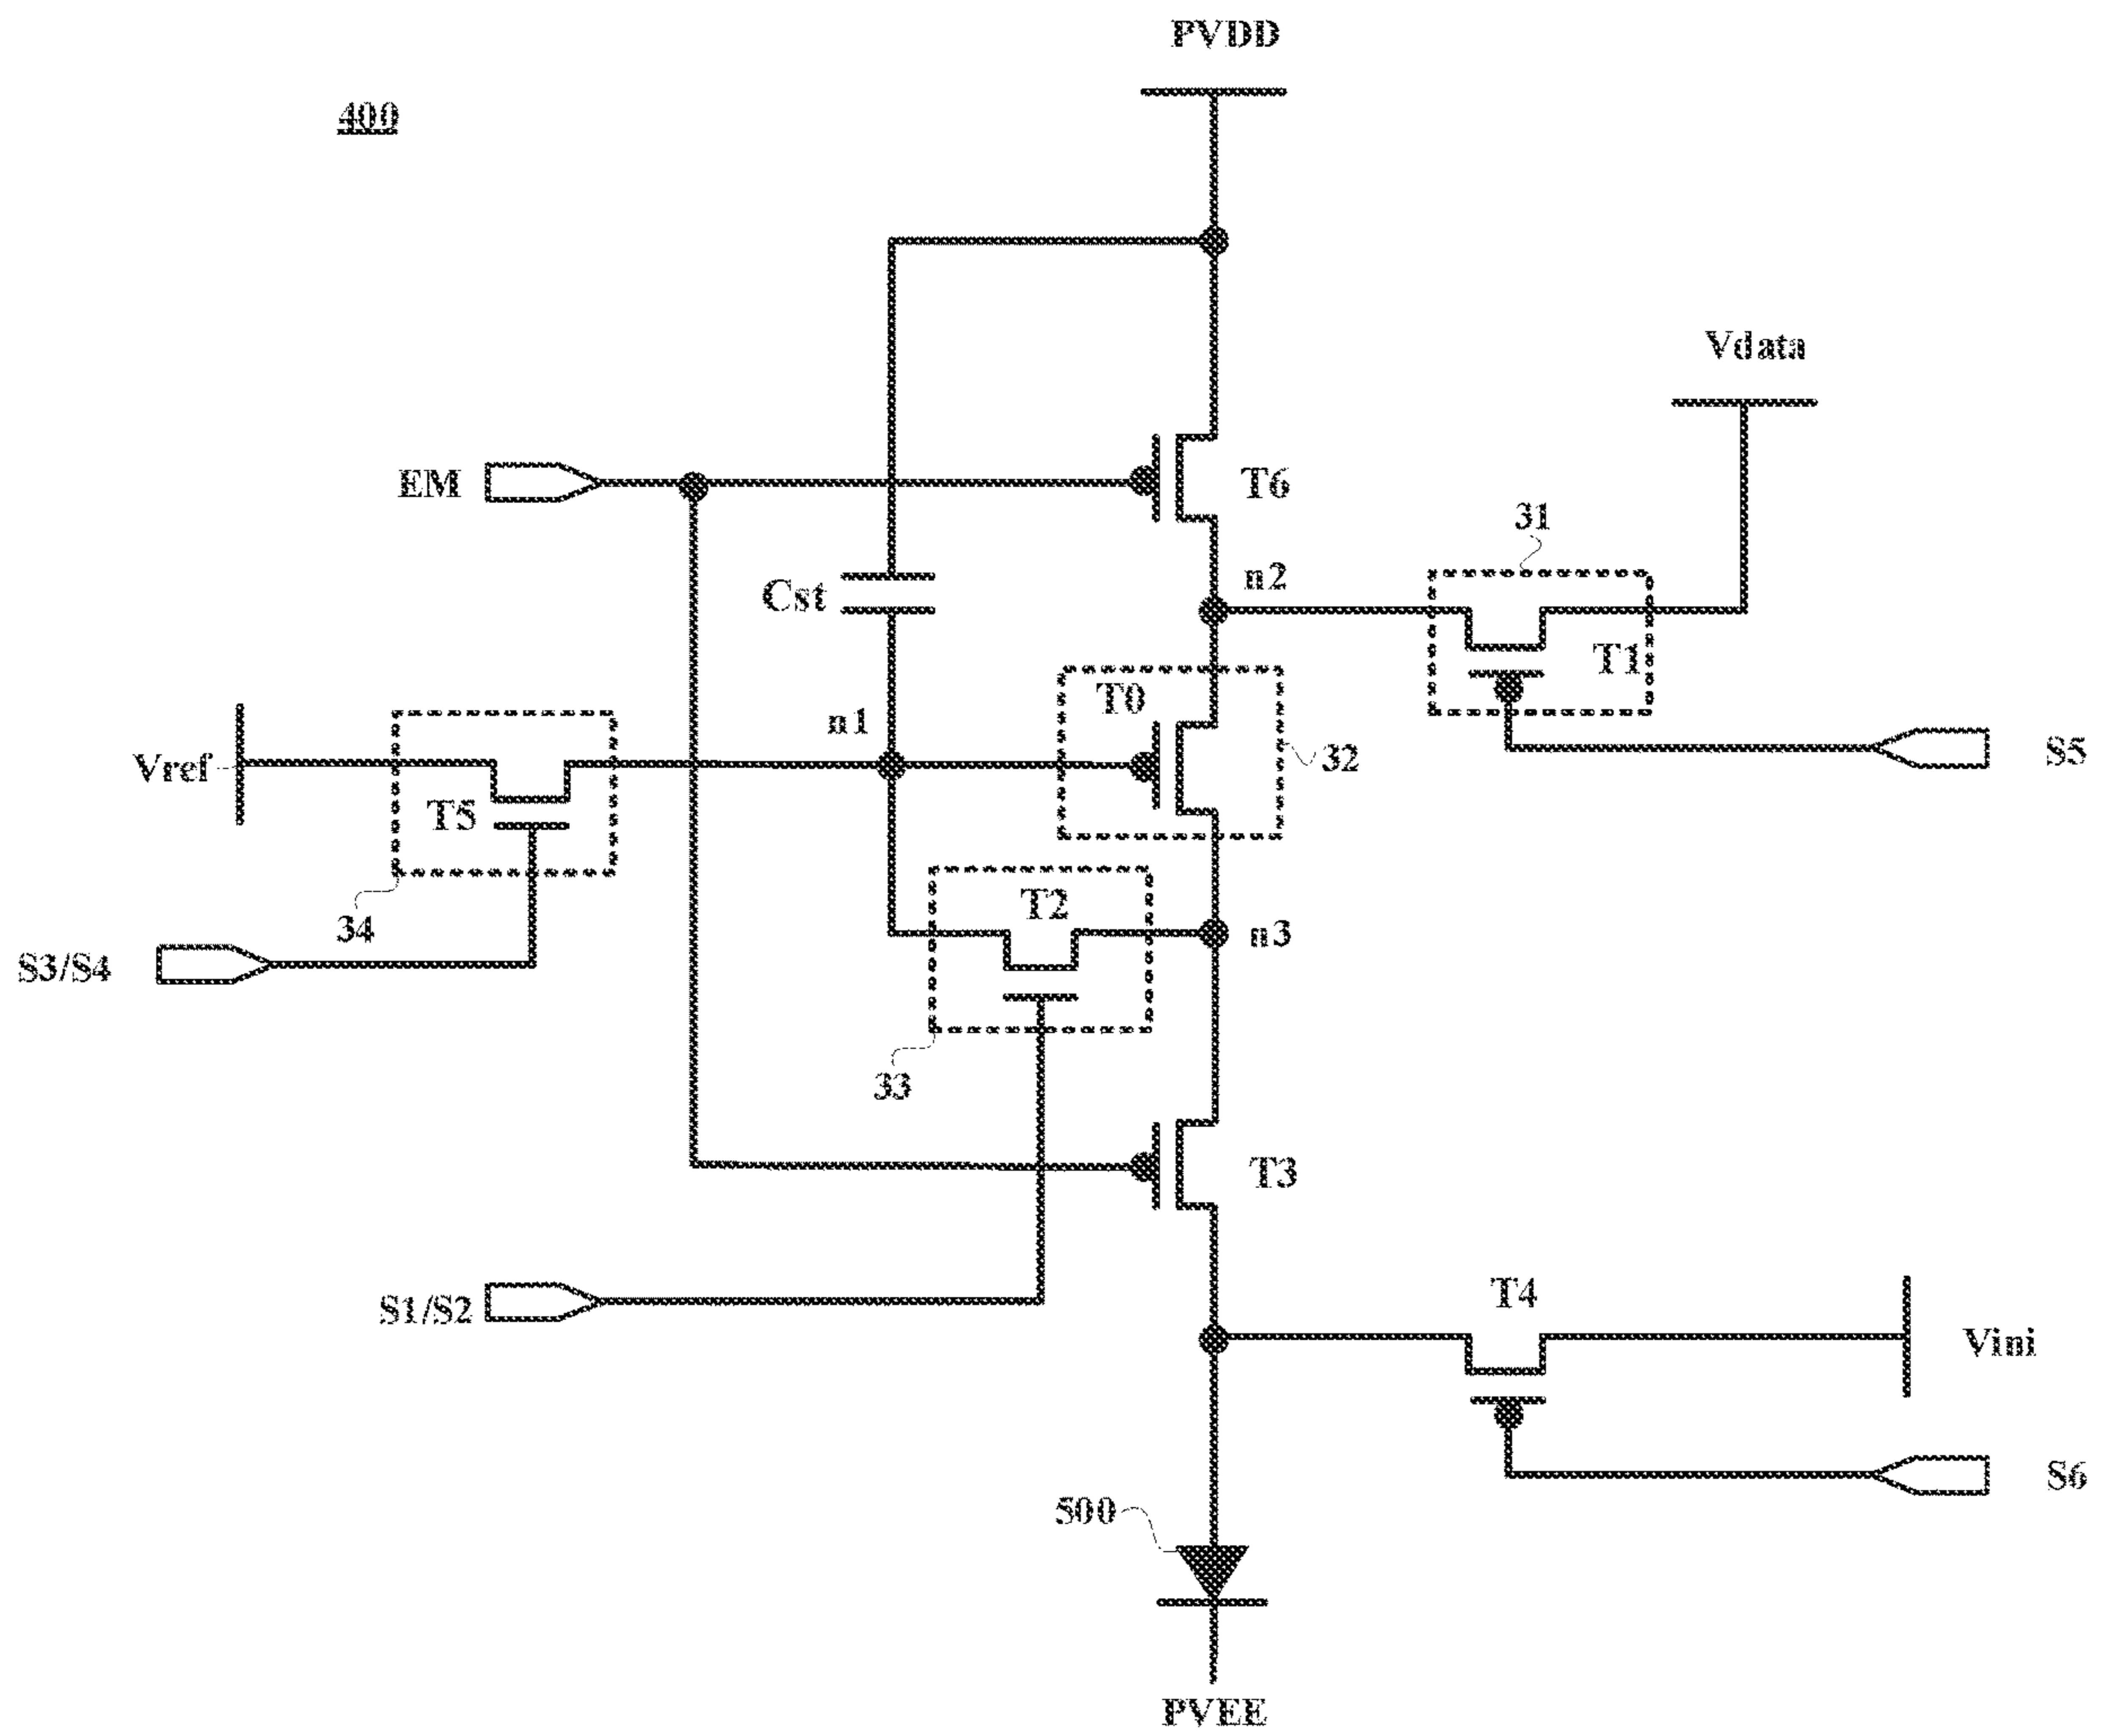 PVDD
400
Vdata
EM
T6
31
n2
Cst
T1
T0
n1
32
Vref
S5
T5
T2
34
n3
S3/S4
33
T3
S1/S2
T4
Vini
S6
500
PVEE